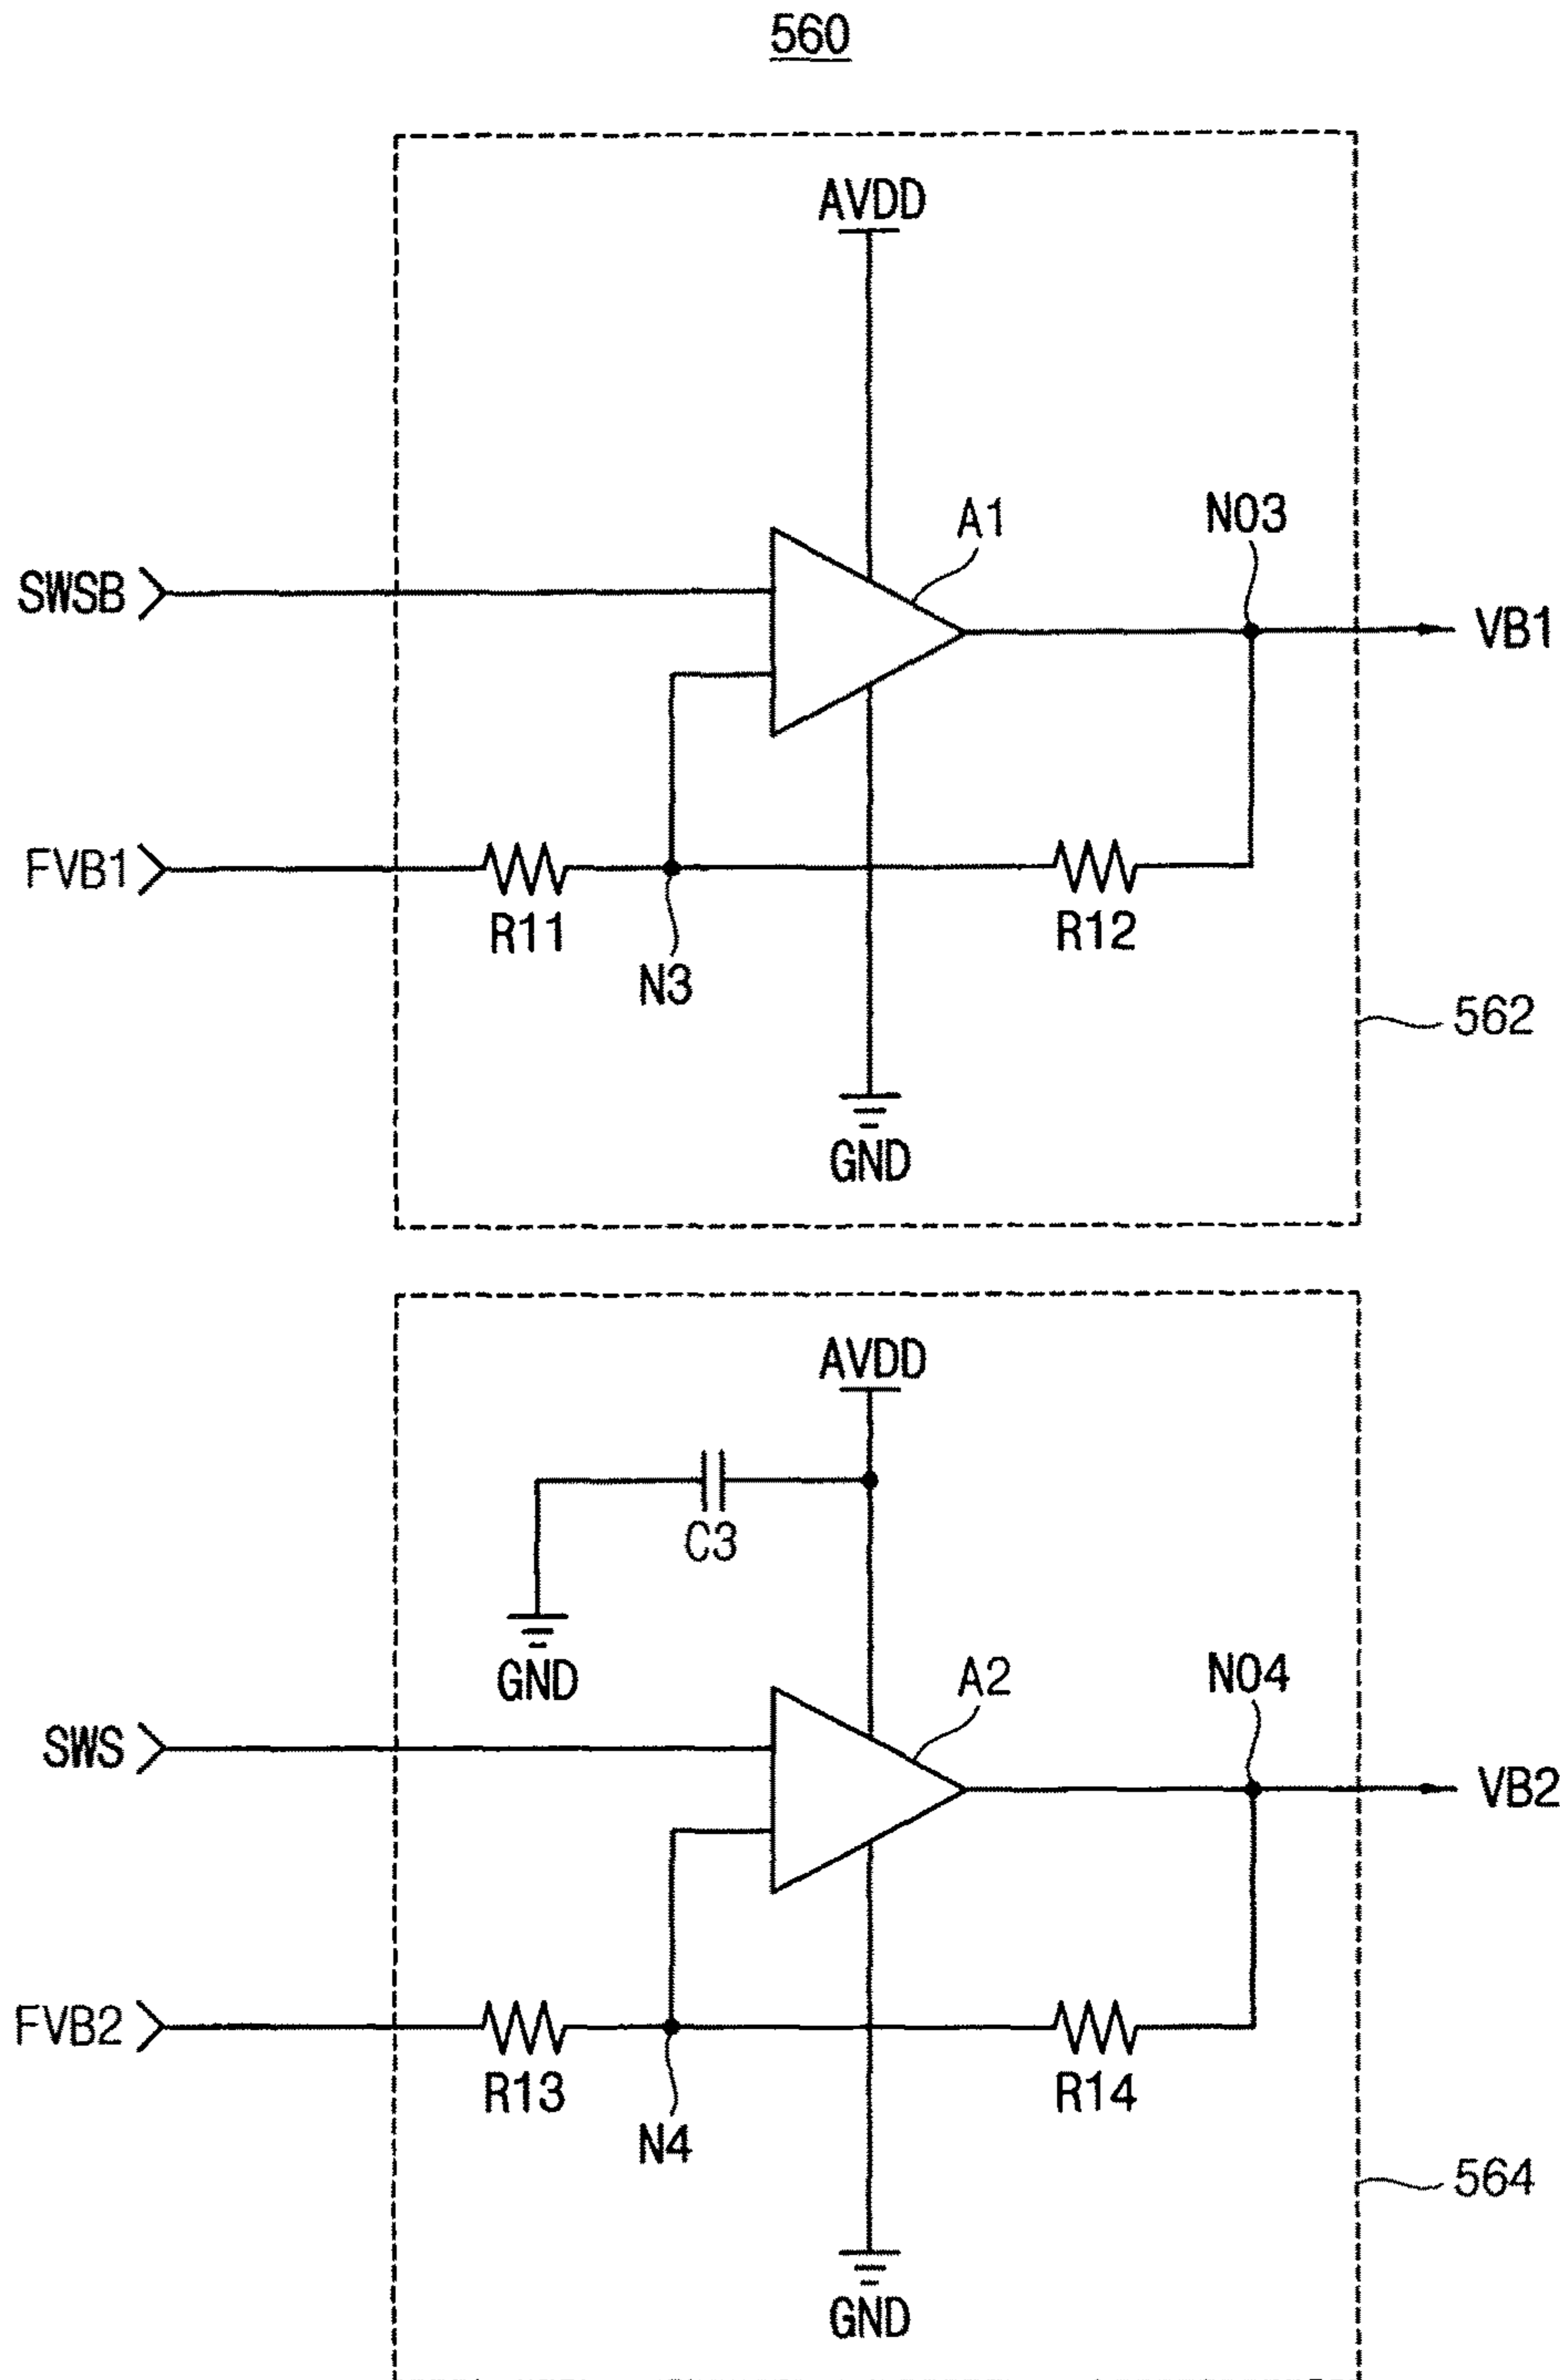 560
AVDD
A1
N03
SWSB
VB1
FVB1
R11
R12
N3
562
GND
AVDD
C3
GND
A2
N04
SWS
VB2
FVB2
R13
R14
N4
564
GND